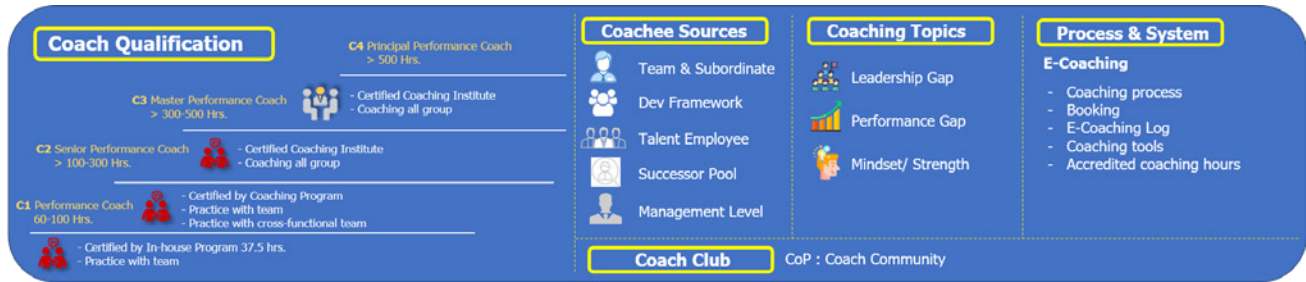 Coach Qualification
C4 Principal Performance Coach
> 500 Hrs.
C3 Master Performance Coach
> 300-500 Hrs.
- Certified Coaching Institute
- Coaching all group
C2 Senior Performance Coach
> 100-300 Hrs.
- Certified Coaching Institute
- Coaching all group
C1 Performance Coach
60-100 Hrs.
- Certified by Coaching Program
- Practice with team
- Practice with cross-functional team
- Certified by In-house Program 37.5 hrs.
- Practice with team
Coachee Sources
Team & Subordinate
Dev Framework
Talent Employee
Successor Pool
Management Level
Coaching Topics
Leadership Gap
Performance Gap
Mindset/ Strength
Process & System
E-Coaching
- Coaching process
- Booking
- E-Coaching Log
- Coaching tools
- Accredited coaching hours
Coach Club
CoP : Coach Community